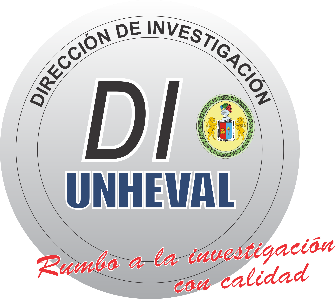 DIRECCIÓN DE INVESTIGACIÓN
DI
UNHEVAL
Rumbo a la investigación
con calidad